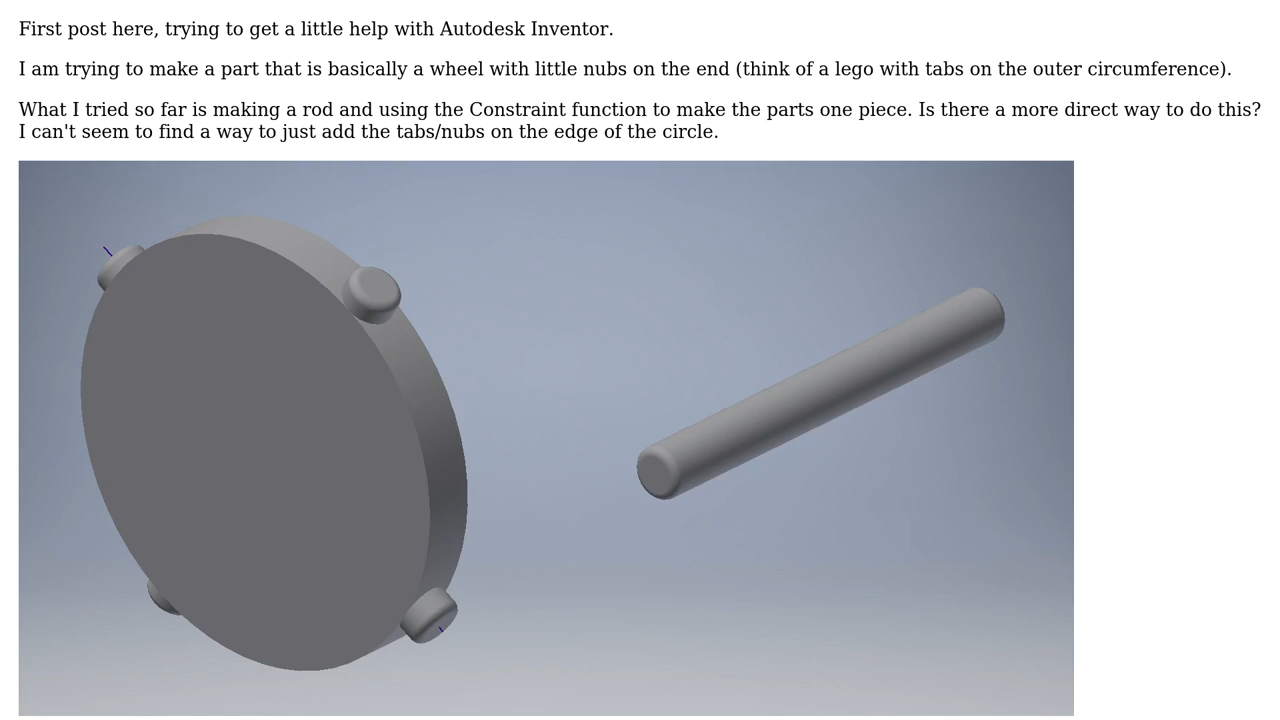 First post here, trying to get a little help with Autodesk Inventor.
I am trying to make a part that is basically a wheel with little nubs on the end (think of a lego with tabs on the outer circumference).
What I tried so far is making a rod and using the Constraint function to make the parts one piece. Is there a more direct way to do this?
I can't seem to find a way to just add the tabs/nubs on the edge of the circle.